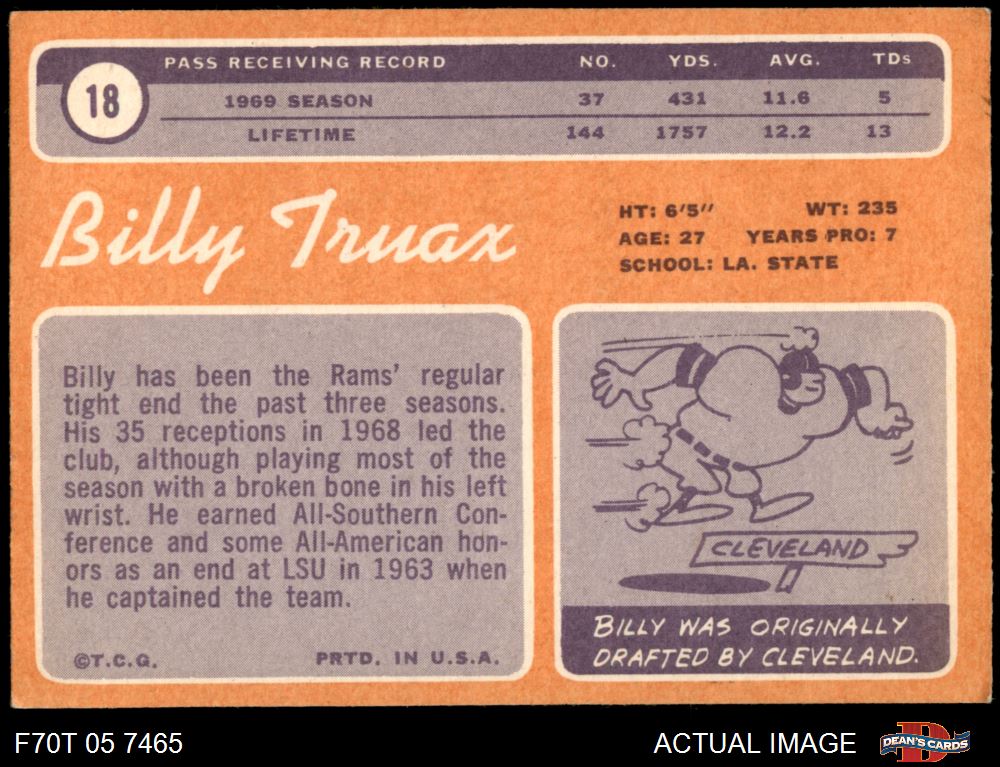 PASS RECEIVING RECORD NO. YDS. AVG. TDs
18
1969 SEASON 37 431 11.6 5
LIFETIME 144 1757 12.2 13
Billy Truax
HT: 6'5" WT: 235
AGE: 27 YEARS PRO: 7
SCHOOL: LA. STATE
Billy has been the Rams' regular
tight end the past three seasons.
His 35 receptions in 1968 led the
club, although playing most of the
season with a broken bone in his left
wrist. He earned All-Southern Con-
ference and some All-American hon-
ors as an end at LSU in 1963 when
he captained the team.
©T.C.G. PRTD. IN U.S.A.
CLEVELAND
BILLY WAS ORIGINALLY
DRAFTED BY CLEVELAND.
F70T 05 7465 ACTUAL IMAGE D DEAN'S CARDS